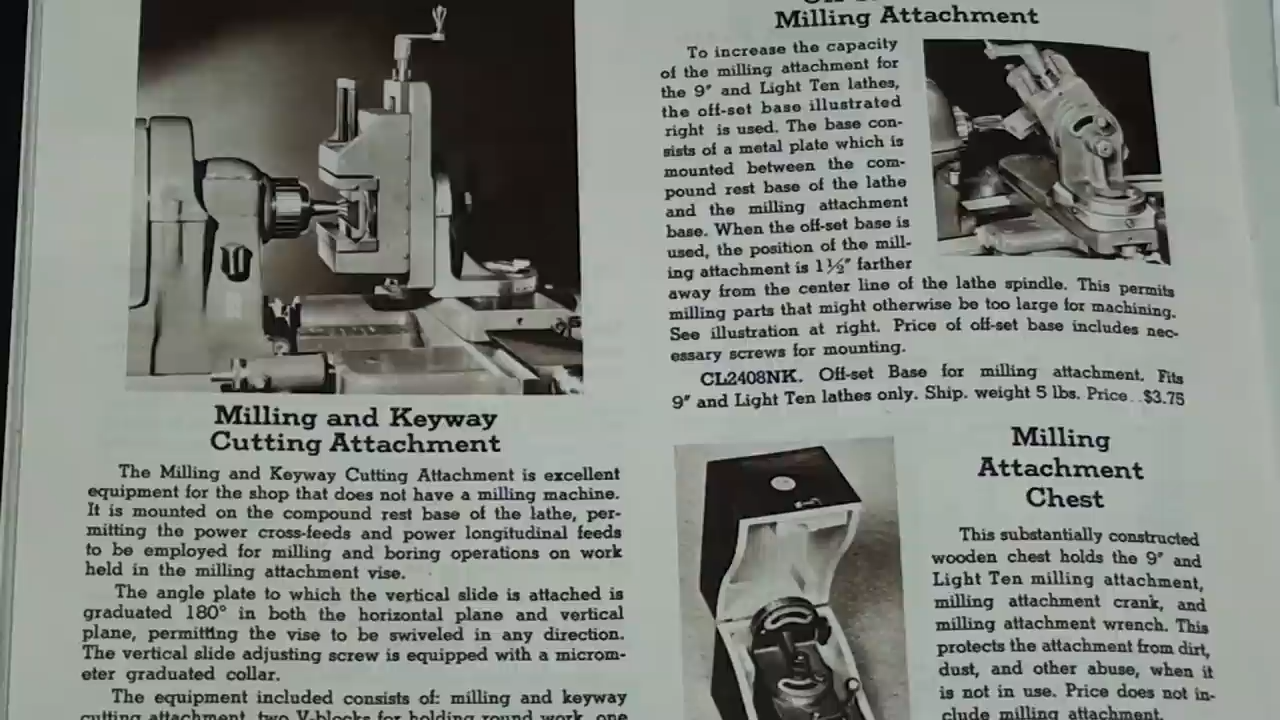 Milling and Keyway
Cutting Attachment
The Milling and Keyway Cutting Attachment is excellent
equipment for the shop that does not have a milling machine.
It is mounted on the compound rest base of the lathe, per-
mitting the power cross-feeds and power longitudinal feeds
to be employed for milling and boring operations on work
held in the milling attachment vise.
The angle plate to which the vertical slide is attached is
graduated 180° in both the horizontal plane and vertical
plane, permitting the vise to be swiveled in any direction.
The vertical slide adjusting screw is equipped with a microm-
eter graduated collar.
The equipment included consists of: milling and keyway
cutting attachment, two V-blocks for holding round work, one
Milling Attachment
To increase the capacity
of the milling attachment for
the 9″ and Light Ten lathes,
the off-set base illustrated
right is used. The base con-
sists of a metal plate which is
mounted between the com-
pound rest base of the lathe
and the milling attachment
base. When the off-set base is
used, the position of the mill-
ing attachment is 1½″ farther
away from the center line of the lathe spindle. This permits
milling parts that might otherwise be too large for machining.
See illustration at right. Price of off-set base includes nec-
essary screws for mounting.
CL2408NK. Off-set Base for milling attachment. Fits
9″ and Light Ten lathes only. Ship. weight 5 lbs. Price..$3.75
Milling
Attachment
Chest
This substantially constructed
wooden chest holds the 9″ and
Light Ten milling attachment,
milling attachment crank, and
milling attachment wrench. This
protects the attachment from dirt,
dust, and other abuse, when it
is not in use. Price does not in-
clude milling attachment.